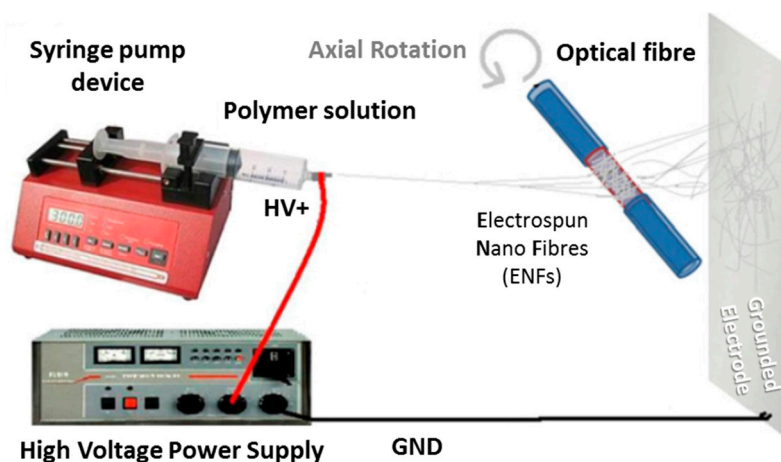 Syringe pump
device
Axial Rotation
Optical fibre
Polymer solution
HV+
Electrospun
Nano Fibres
(ENFs)
Grounded
Electrode
High Voltage Power Supply
GND